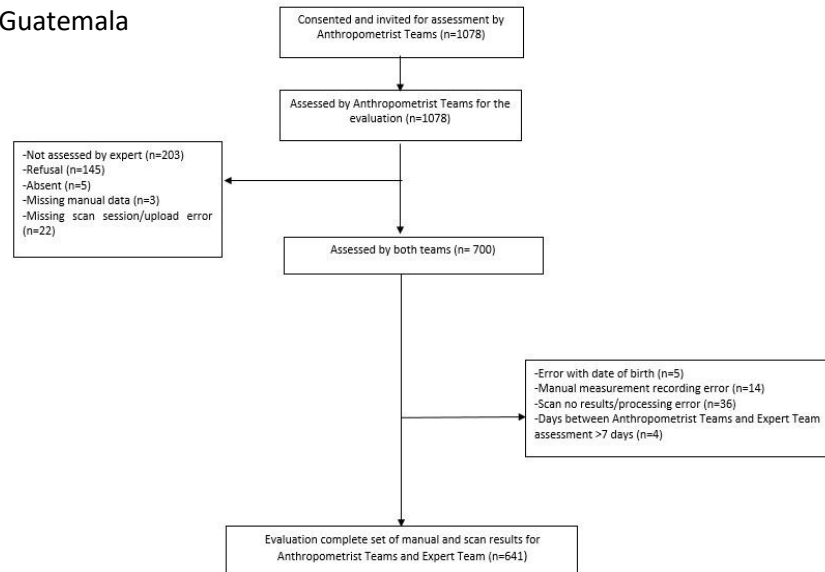 Guatemala
Consented and invited for assessment by
Anthropometrist Teams (n=1078)
Assessed by Anthropometrist Teams for the
evaluation (n=1078)
-Not assessed by expert (n=203)
-Refusal (n=145)
-Absent (n=5)
-Missing manual data (n=3)
-Missing scan session/upload error
(n=22)
Assessed by both teams (n= 700)
-Error with date of birth (n=5)
-Manual measurement recording error (n=14)
-Scan no results/processing error (n=36)
-Days between Anthropometrist Teams and Expert Team
assessment >7 days (n=4)
Evaluation complete set of manual and scan results for
Anthropometrist Teams and Expert Team (n=641)